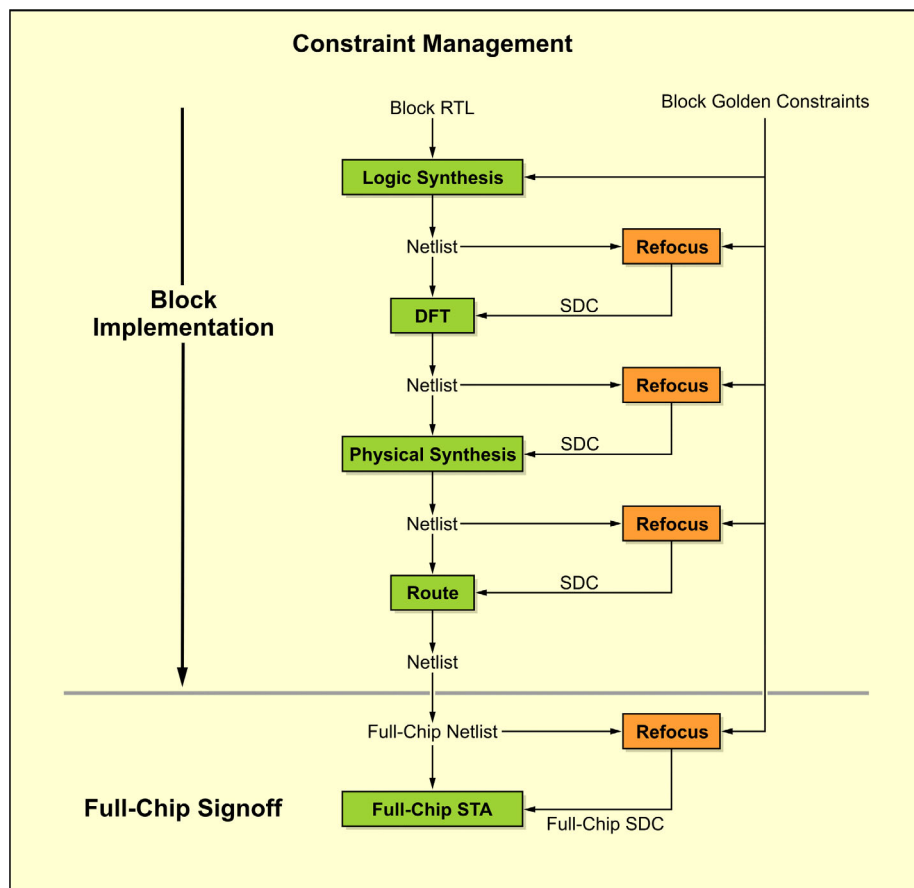 Constraint Management
Block RTL
Block Golden Constraints
Logic Synthesis
Netlist
Refocus
SDC
DFT
Block
Implementation
Netlist
Refocus
SDC
Physical Synthesis
Netlist
Refocus
SDC
Route
Netlist
Full-Chip Netlist
Refocus
Full-Chip Signoff
Full-Chip STA
Full-Chip SDC